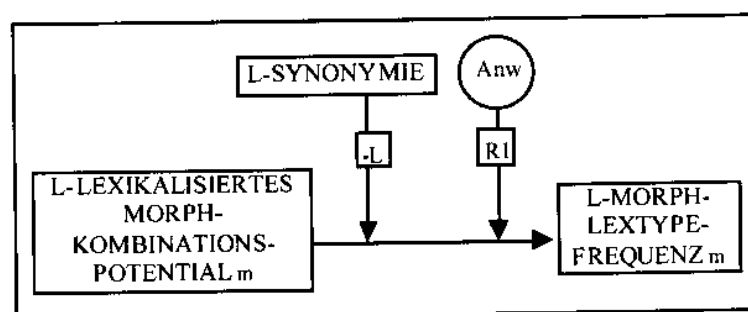 L-SYNONYMIE
Anw
-L
R1
L-LEXIKALISIERTES
MORPH-
KOMBINATIONS-
POTENTIAL m
L-MORPH-
LEXTYPE-
FREQUENZ m